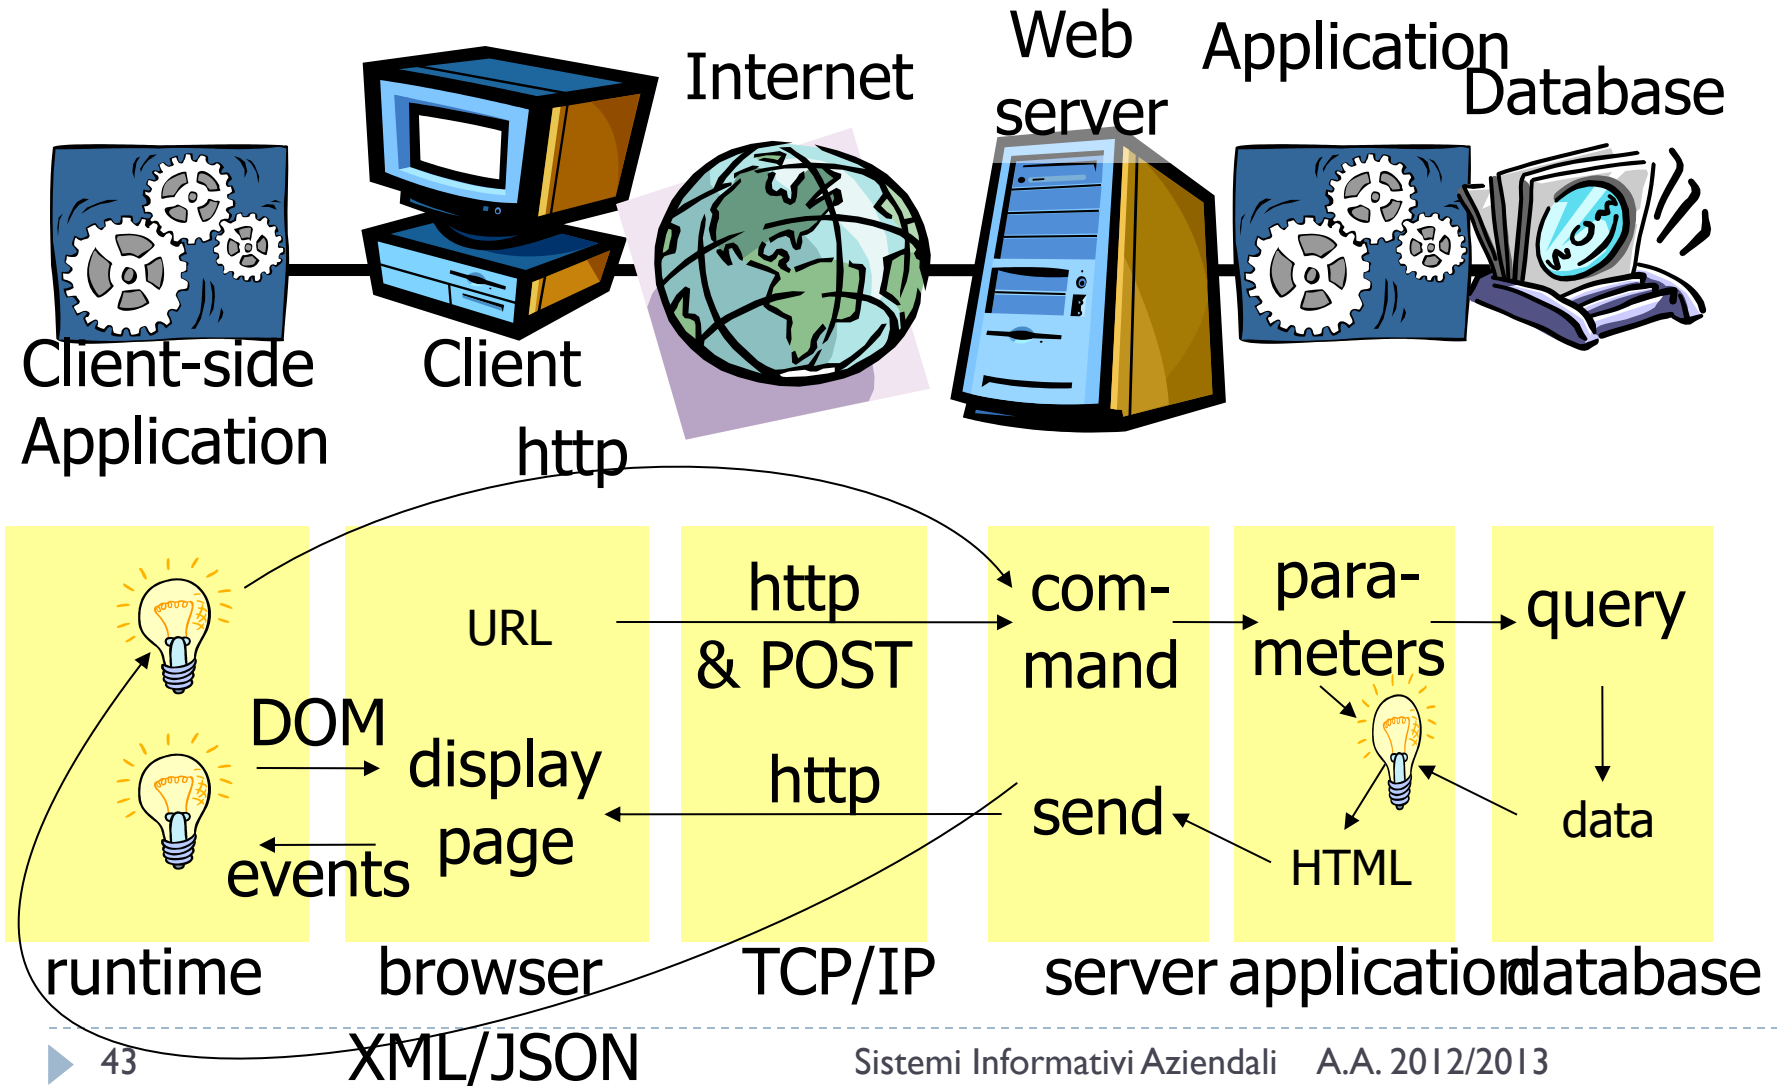 Internet
Web
server
Application
Database
Client-side
Application
Client
http
URL
http
& POST
com-
mand
para-
meters
query
DOM
display
page
events
http
send
HTML
data
runtime
browser
TCP/IP
server
application
database
XML/JSON
43
Sistemi Informativi Aziendali A.A. 2012/2013